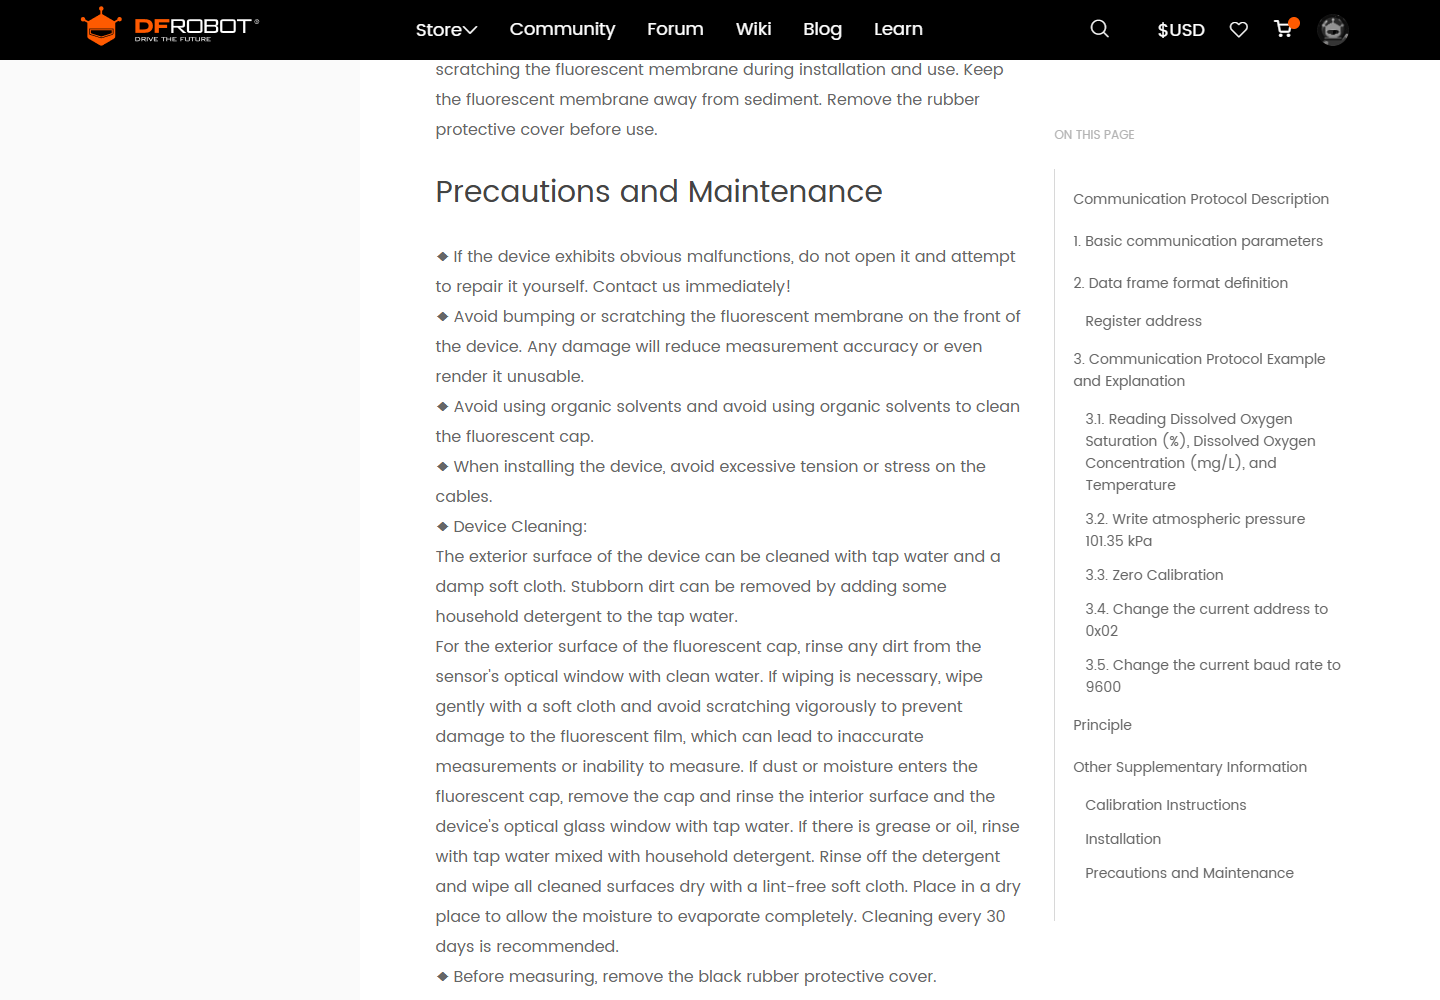 DFROBOT®
DRIVE THE FUTURE
Store
Community
Forum
Wiki
Blog
Learn
$USD
scratching the fluorescent membrane during installation and use. Keep
the fluorescent membrane away from sediment. Remove the rubber
protective cover before use.
Precautions and Maintenance
◆ If the device exhibits obvious malfunctions, do not open it and attempt
to repair it yourself. Contact us immediately!
◆ Avoid bumping or scratching the fluorescent membrane on the front of
the device. Any damage will reduce measurement accuracy or even
render it unusable.
◆ Avoid using organic solvents and avoid using organic solvents to clean
the fluorescent cap.
◆ When installing the device, avoid excessive tension or stress on the
cables.
◆ Device Cleaning:
The exterior surface of the device can be cleaned with tap water and a
damp soft cloth. Stubborn dirt can be removed by adding some
household detergent to the tap water.
For the exterior surface of the fluorescent cap, rinse any dirt from the
sensor's optical window with clean water. If wiping is necessary, wipe
gently with a soft cloth and avoid scratching vigorously to prevent
damage to the fluorescent film, which can lead to inaccurate
measurements or inability to measure. If dust or moisture enters the
fluorescent cap, remove the cap and rinse the interior surface and the
device's optical glass window with tap water. If there is grease or oil, rinse
with tap water mixed with household detergent. Rinse off the detergent
and wipe all cleaned surfaces dry with a lint-free soft cloth. Place in a dry
place to allow the moisture to evaporate completely. Cleaning every 30
days is recommended.
◆ Before measuring, remove the black rubber protective cover.
ON THIS PAGE
Communication Protocol Description
1. Basic communication parameters
2. Data frame format definition
Register address
3. Communication Protocol Example
and Explanation
3.1. Reading Dissolved Oxygen
Saturation (%), Dissolved Oxygen
Concentration (mg/L), and
Temperature
3.2. Write atmospheric pressure
101.35 kPa
3.3. Zero Calibration
3.4. Change the current address to
0x02
3.5. Change the current baud rate to
9600
Principle
Other Supplementary Information
Calibration Instructions
Installation
Precautions and Maintenance